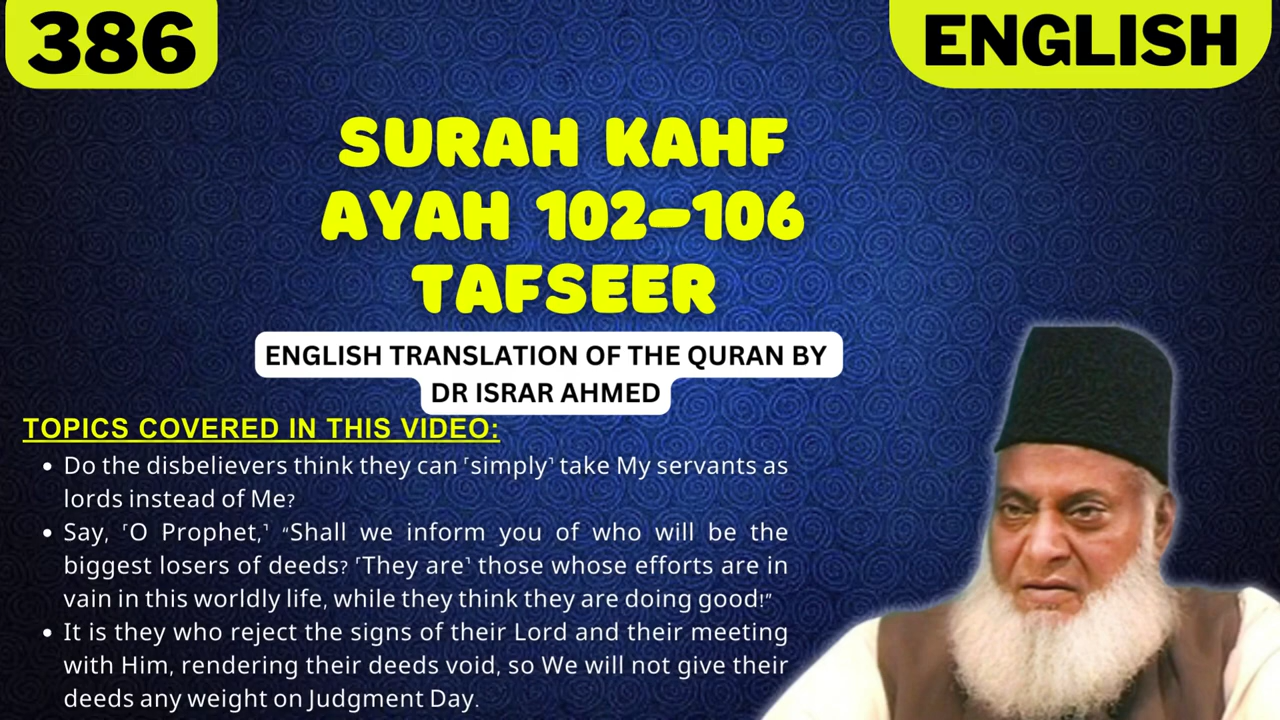 386
ENGLISH
SURAH KAHF
AYAH 102-106
TAFSEER
ENGLISH TRANSLATION OF THE QURAN BY
DR ISRAR AHMED
TOPICS COVERED IN THIS VIDEO:
• Do the disbelievers think they can ˹simply˺ take My servants as
lords instead of Me?
• Say, ˹O Prophet,˺ “Shall we inform you of who will be the
biggest losers of deeds? ˹They are˺ those whose efforts are in
vain in this worldly life, while they think they are doing good!”
• It is they who reject the signs of their Lord and their meeting
with Him, rendering their deeds void, so We will not give their
deeds any weight on Judgment Day.